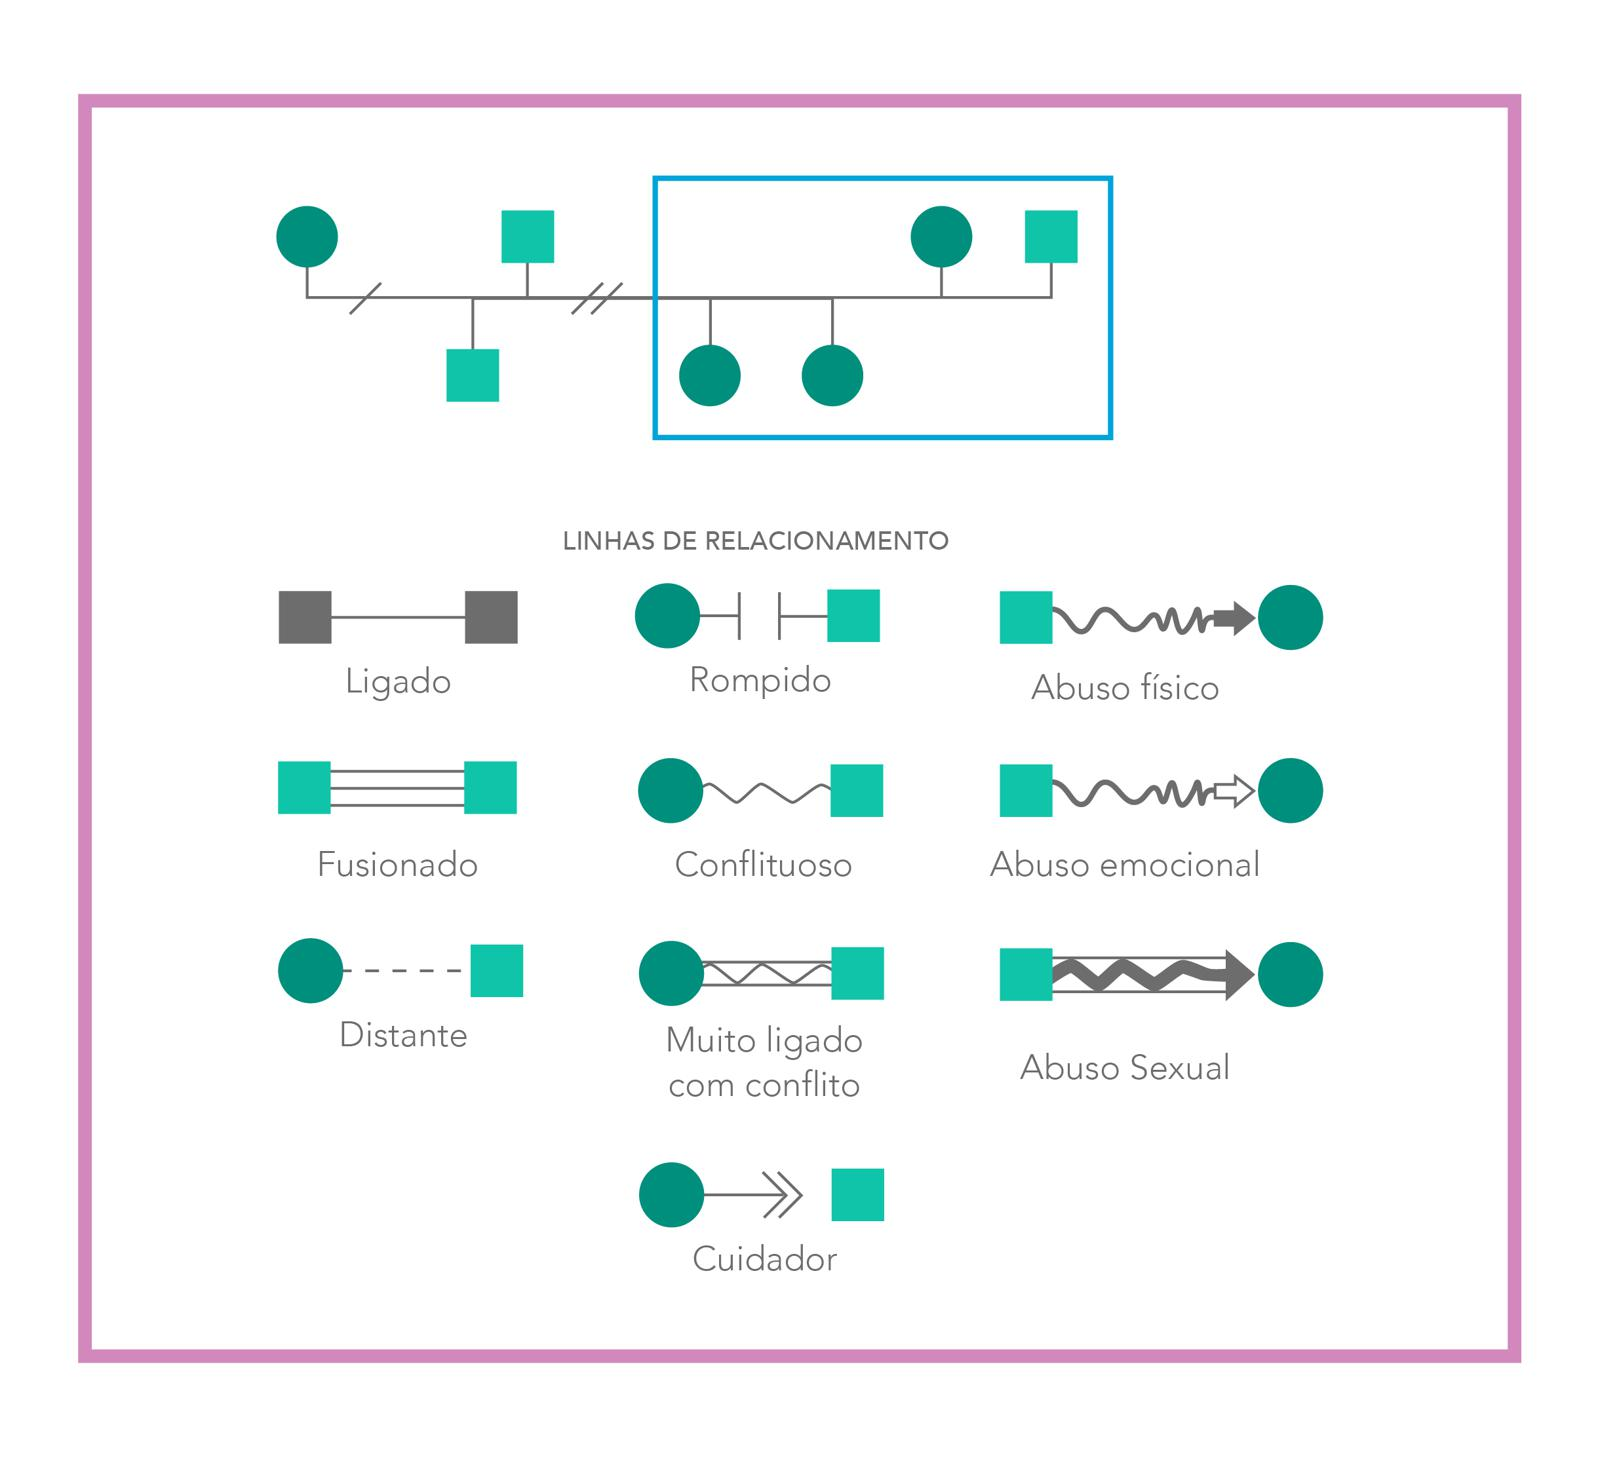 LINHAS DE RELACIONAMENTO
Ligado
Rompido
Abuso físico
Fusionado
Conflituoso
Abuso emocional
Distante
Muito ligado
com conflito
Abuso Sexual
Cuidador